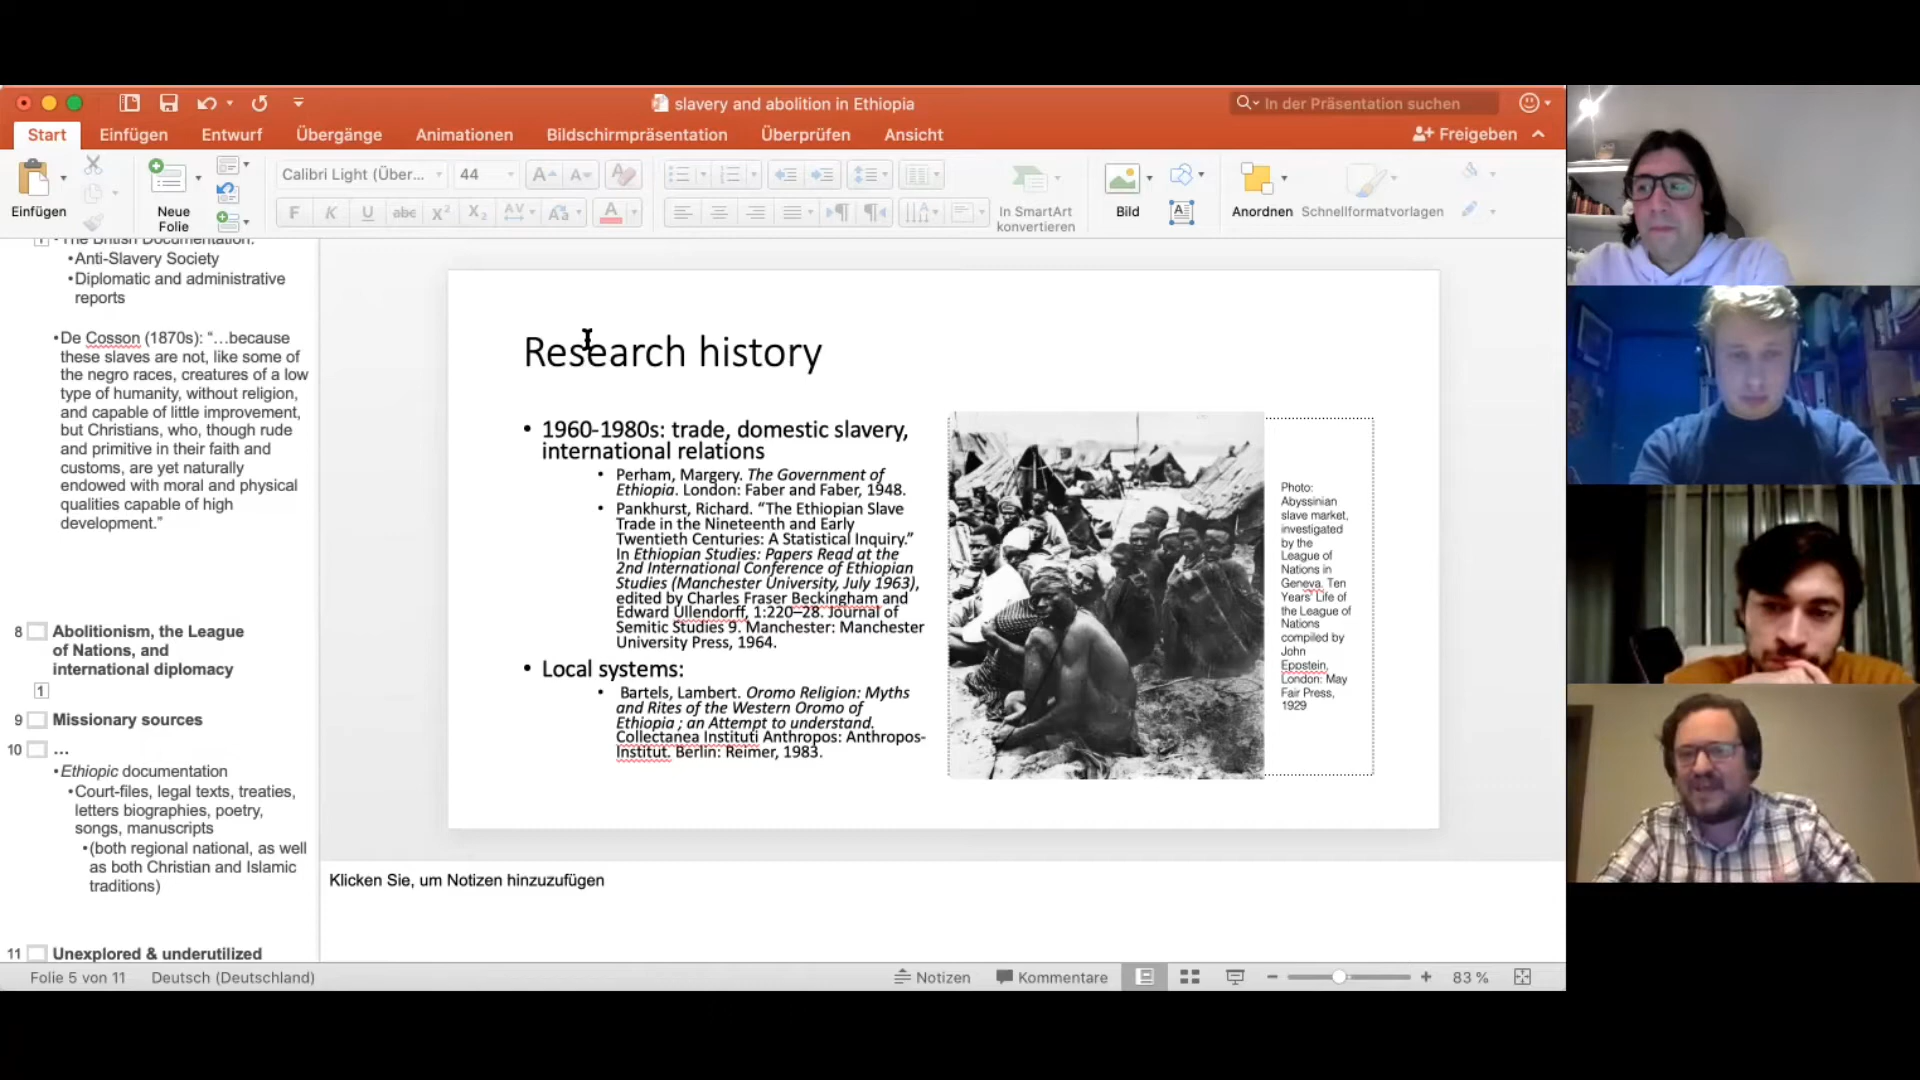 slavery and abolition in Ethiopia
In der Präsentation suchen
Start
Einfügen
Entwurf
Übergänge
Animationen
Bildschirmpräsentation
Überprüfen
Ansicht
Freigeben
Einfügen
Neue
Folie
Calibri Light (Über...
44
F K U abc X² X₂ AV Aa A
In SmartArt
konvertieren
Bild
Anordnen
Schnellformatvorlagen
• The British Documentation:
•Anti-Slavery Society
•Diplomatic and administrative
reports
•De Cosson (1870s): “…because
these slaves are not, like some of
the negro races, creatures of a low
type of humanity, without religion,
and capable of little improvement,
but Christians, who, though rude
and primitive in their faith and
customs, are yet naturally
endowed with moral and physical
qualities capable of high
development.”
8 Abolitionism, the League
of Nations, and
international diplomacy
1
9 Missionary sources
10 …
•Ethiopic documentation
•Court-files, legal texts, treaties,
letters biographies, poetry,
songs, manuscripts
•(both regional national, as well
as both Christian and Islamic
traditions)
11 Unexplored & underutilized
Research history
• 1960-1980s: trade, domestic slavery,
international relations
• Perham, Margery. The Government of
Ethiopia. London: Faber and Faber, 1948.
• Pankhurst, Richard. “The Ethiopian Slave
Trade in the Nineteenth and Early
Twentieth Centuries: A Statistical Inquiry.”
In Ethiopian Studies: Papers Read at the
2nd International Conference of Ethiopian
Studies (Manchester University, July 1963),
edited by Charles Fraser Beckingham and
Edward Ullendorff, 1:220–28. Journal of
Semitic Studies 9. Manchester: Manchester
University Press, 1964.
• Local systems:
• Bartels, Lambert. Oromo Religion: Myths
and Rites of the Western Oromo of
Ethiopia ; an Attempt to understand.
Collectanea Instituti Anthropos: Anthropos-
Institut. Berlin: Reimer, 1983.
Photo:
Abyssinian
slave market,
investigated
by the
League of
Nations in
Geneva. Ten
Years’ Life of
the League of
Nations
compiled by
John
Eppstein,
London: May
Fair Press,
1929
Klicken Sie, um Notizen hinzuzufügen
Folie 5 von 11
Deutsch (Deutschland)
Notizen
Kommentare
83 %